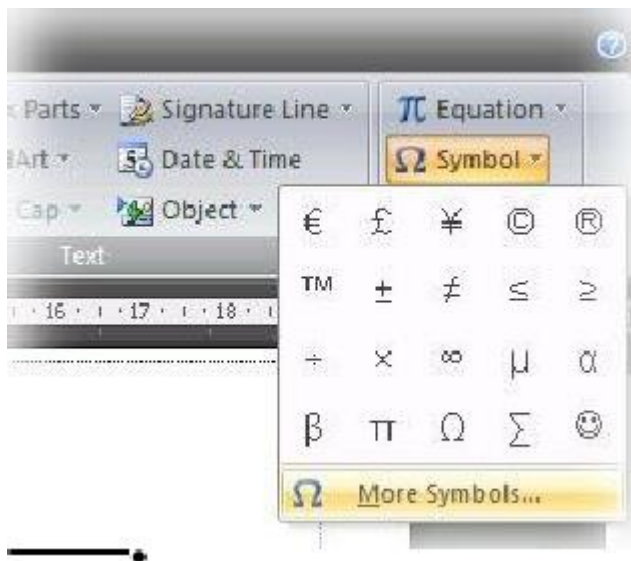 Parts Signature Line π Equation
Art Date & Time Ω Symbol
Cap Object
Text
€ £ ¥ © ®
™ ± ≠ ≤ ≥
÷ × ∞ µ α
β π Ω ∑ ☺
Ω More Symbols...
16 17 18